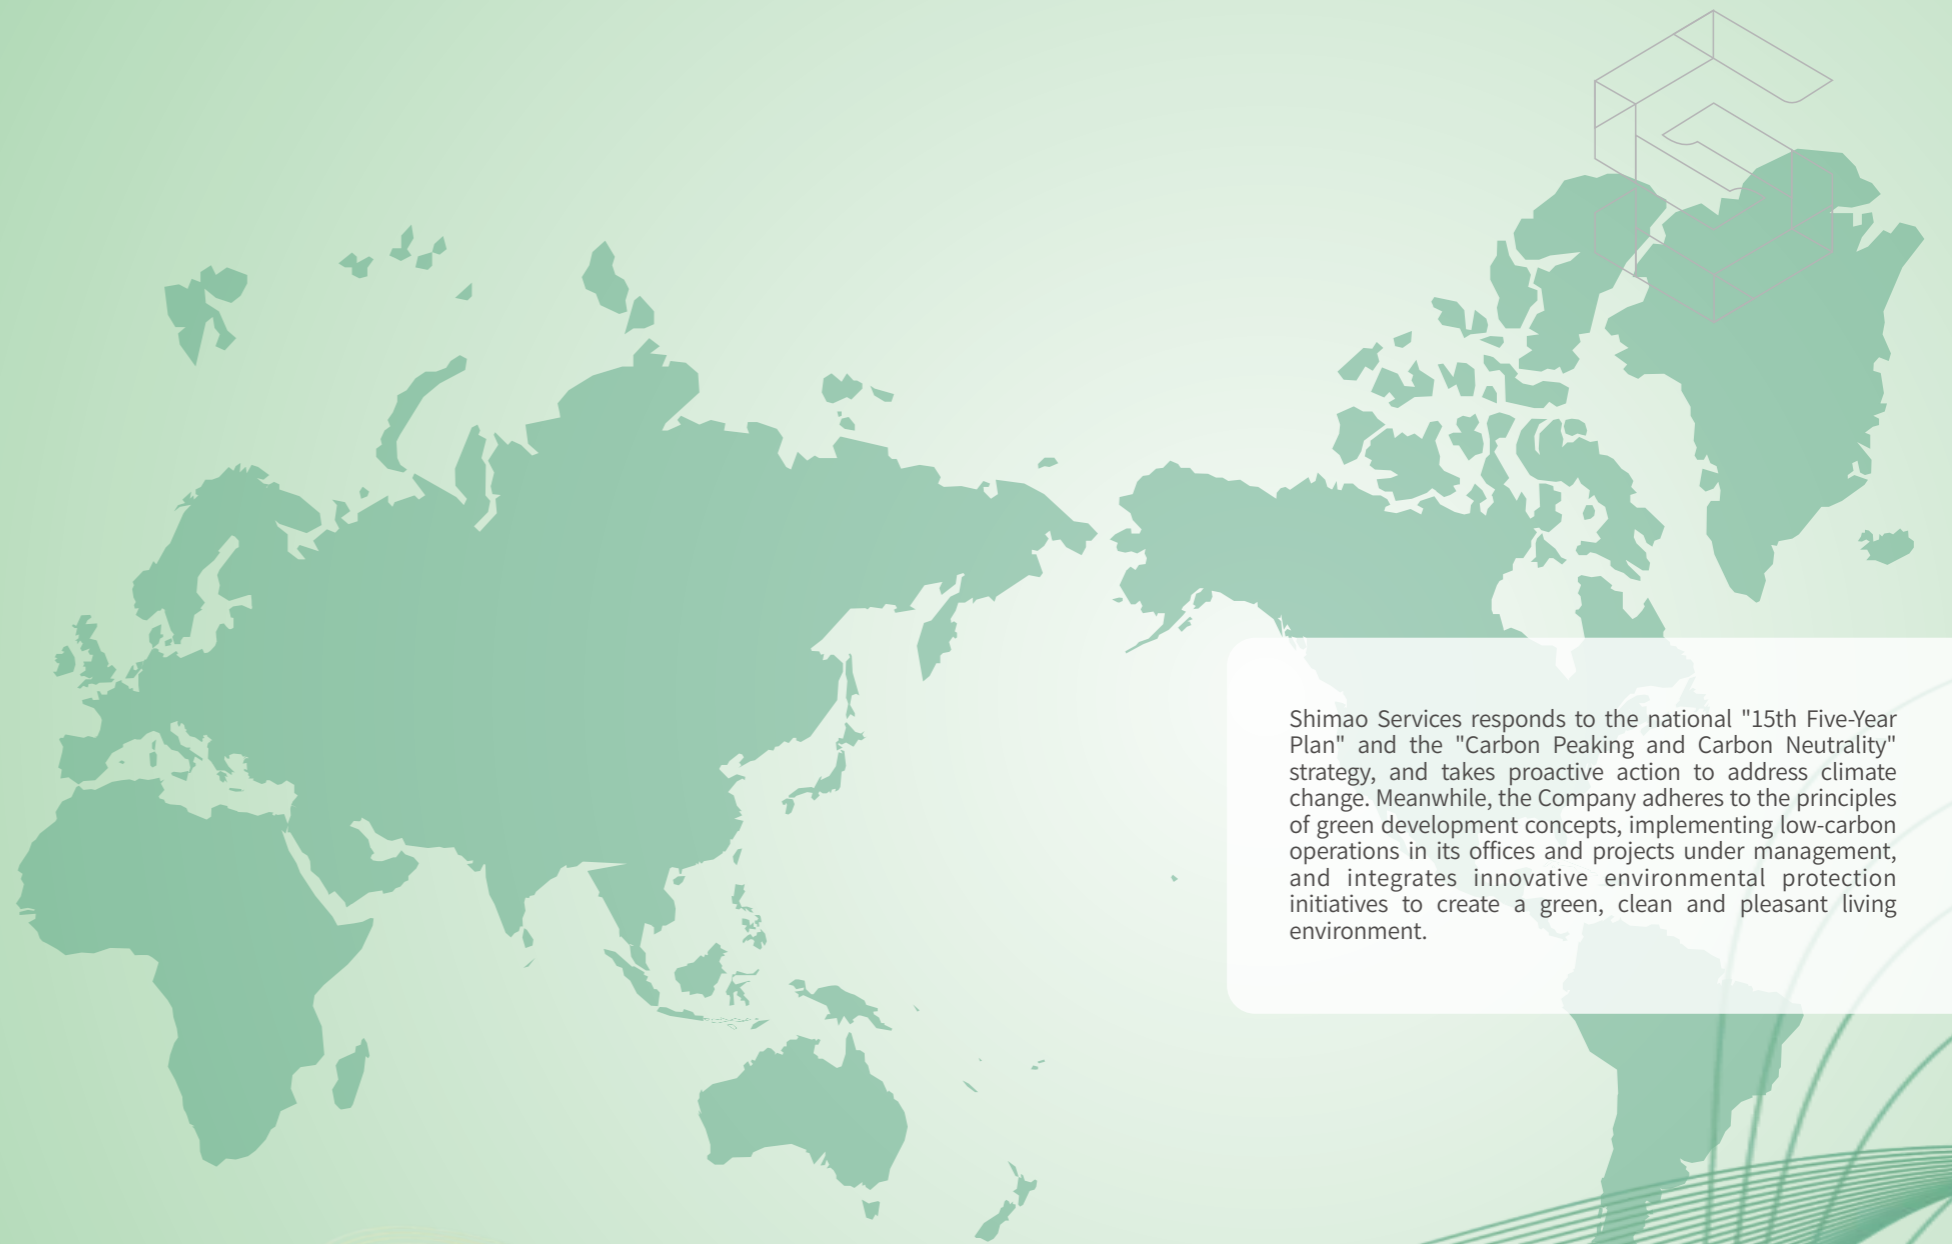 Shimao Services responds to the national "15th Five-Year
Plan" and the "Carbon Peaking and Carbon Neutrality"
strategy, and takes proactive action to address climate
change. Meanwhile, the Company adheres to the principles
of green development concepts, implementing low-carbon
operations in its offices and projects under management,
and integrates innovative environmental protection
initiatives to create a green, clean and pleasant living
environment.